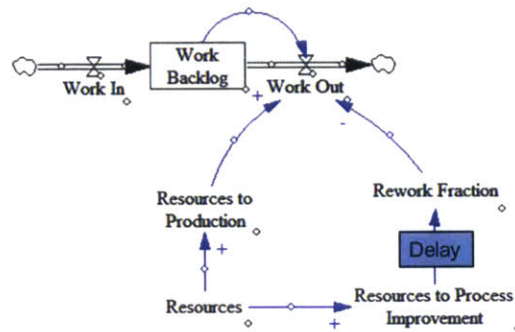 Work
Backlog
Work In
+
Work Out
-
Resources to
Production
Rework Fraction
+
Delay
Resources
+
Resources to Process
Improvement